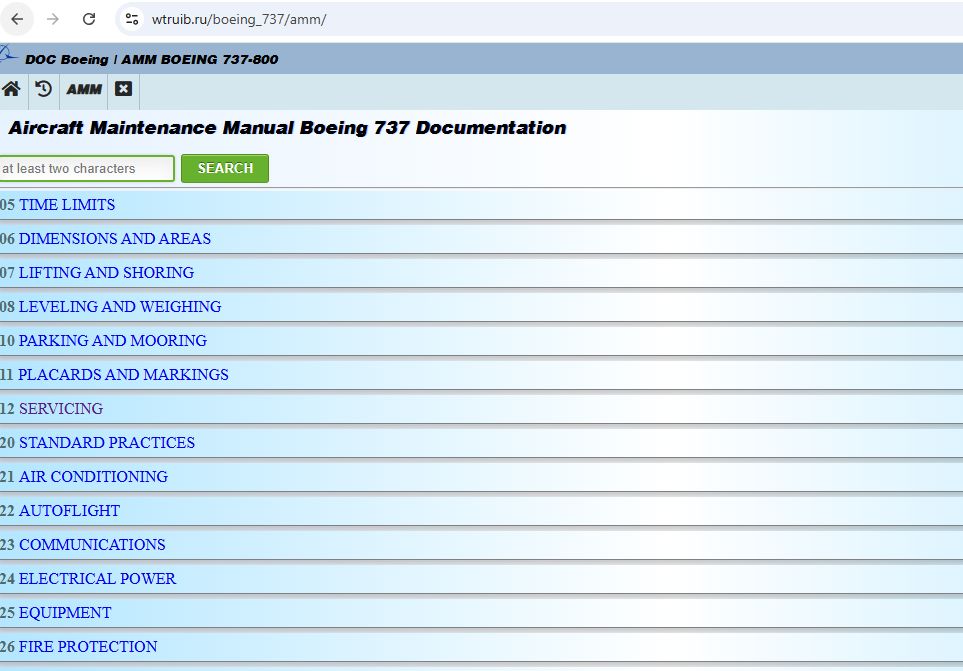 wtruib.ru/boeing_737/amm/
DOC Boeing | AMM BOEING 737-800
AMM
Aircraft Maintenance Manual Boeing 737 Documentation
at least two characters
SEARCH
05 TIME LIMITS
06 DIMENSIONS AND AREAS
07 LIFTING AND SHORING
08 LEVELING AND WEIGHING
10 PARKING AND MOORING
11 PLACARDS AND MARKINGS
12 SERVICING
20 STANDARD PRACTICES
21 AIR CONDITIONING
22 AUTOFLIGHT
23 COMMUNICATIONS
24 ELECTRICAL POWER
25 EQUIPMENT
26 FIRE PROTECTION